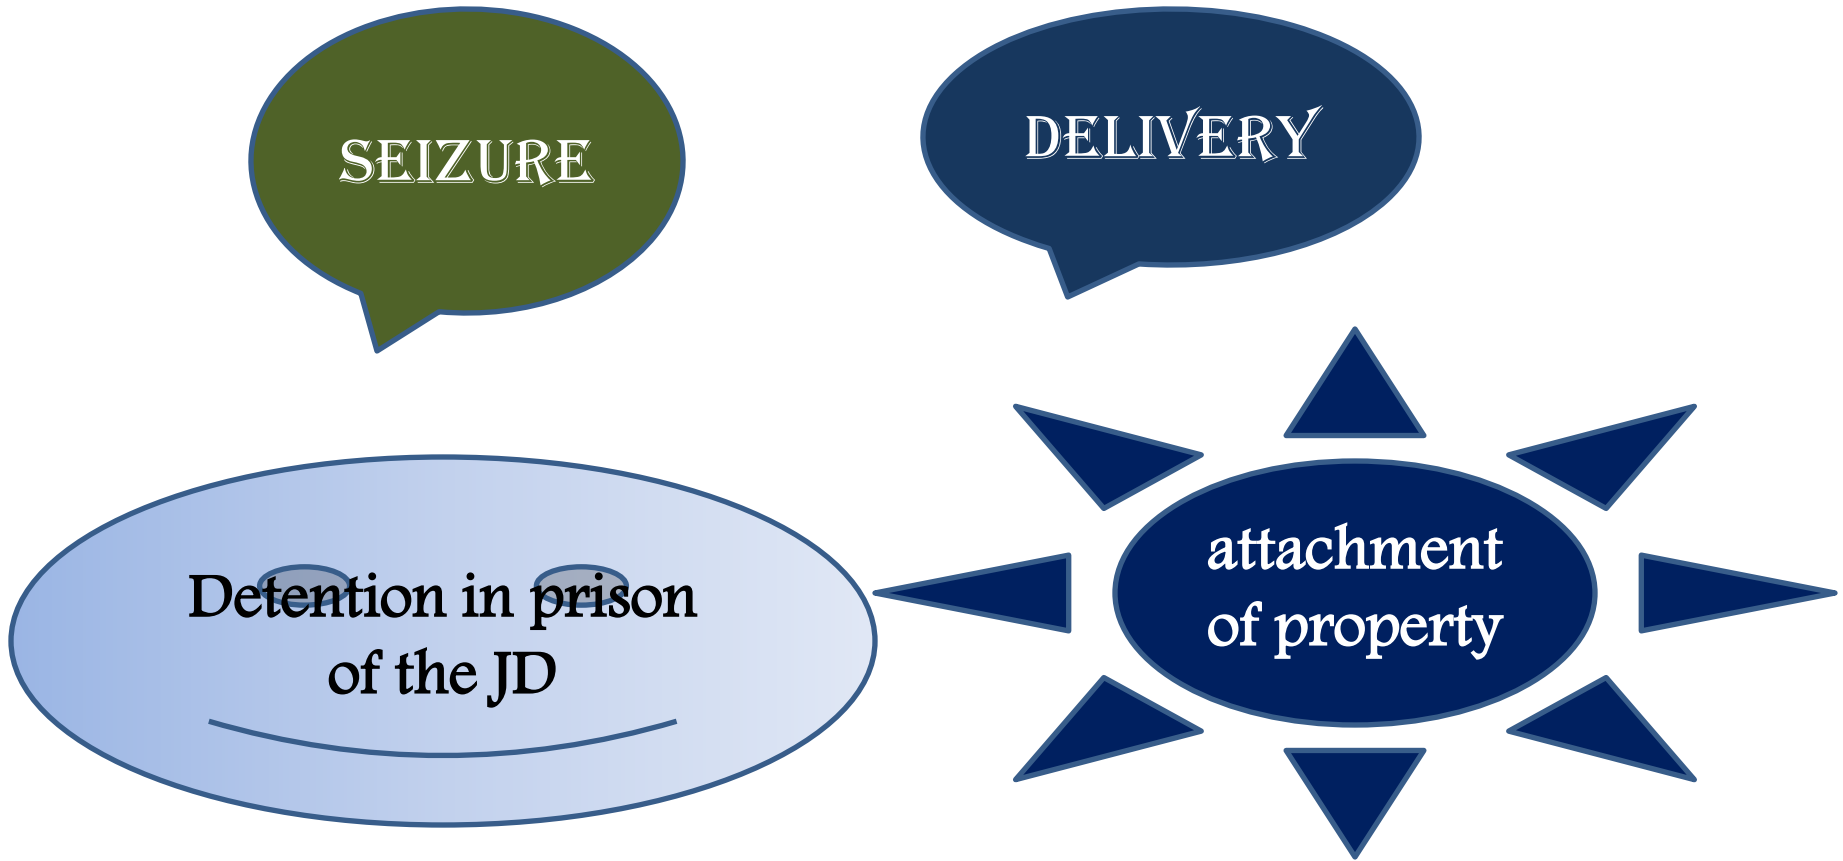 SEIZURE
DELIVERY
Detention in prison
of the JD
attachment
of property